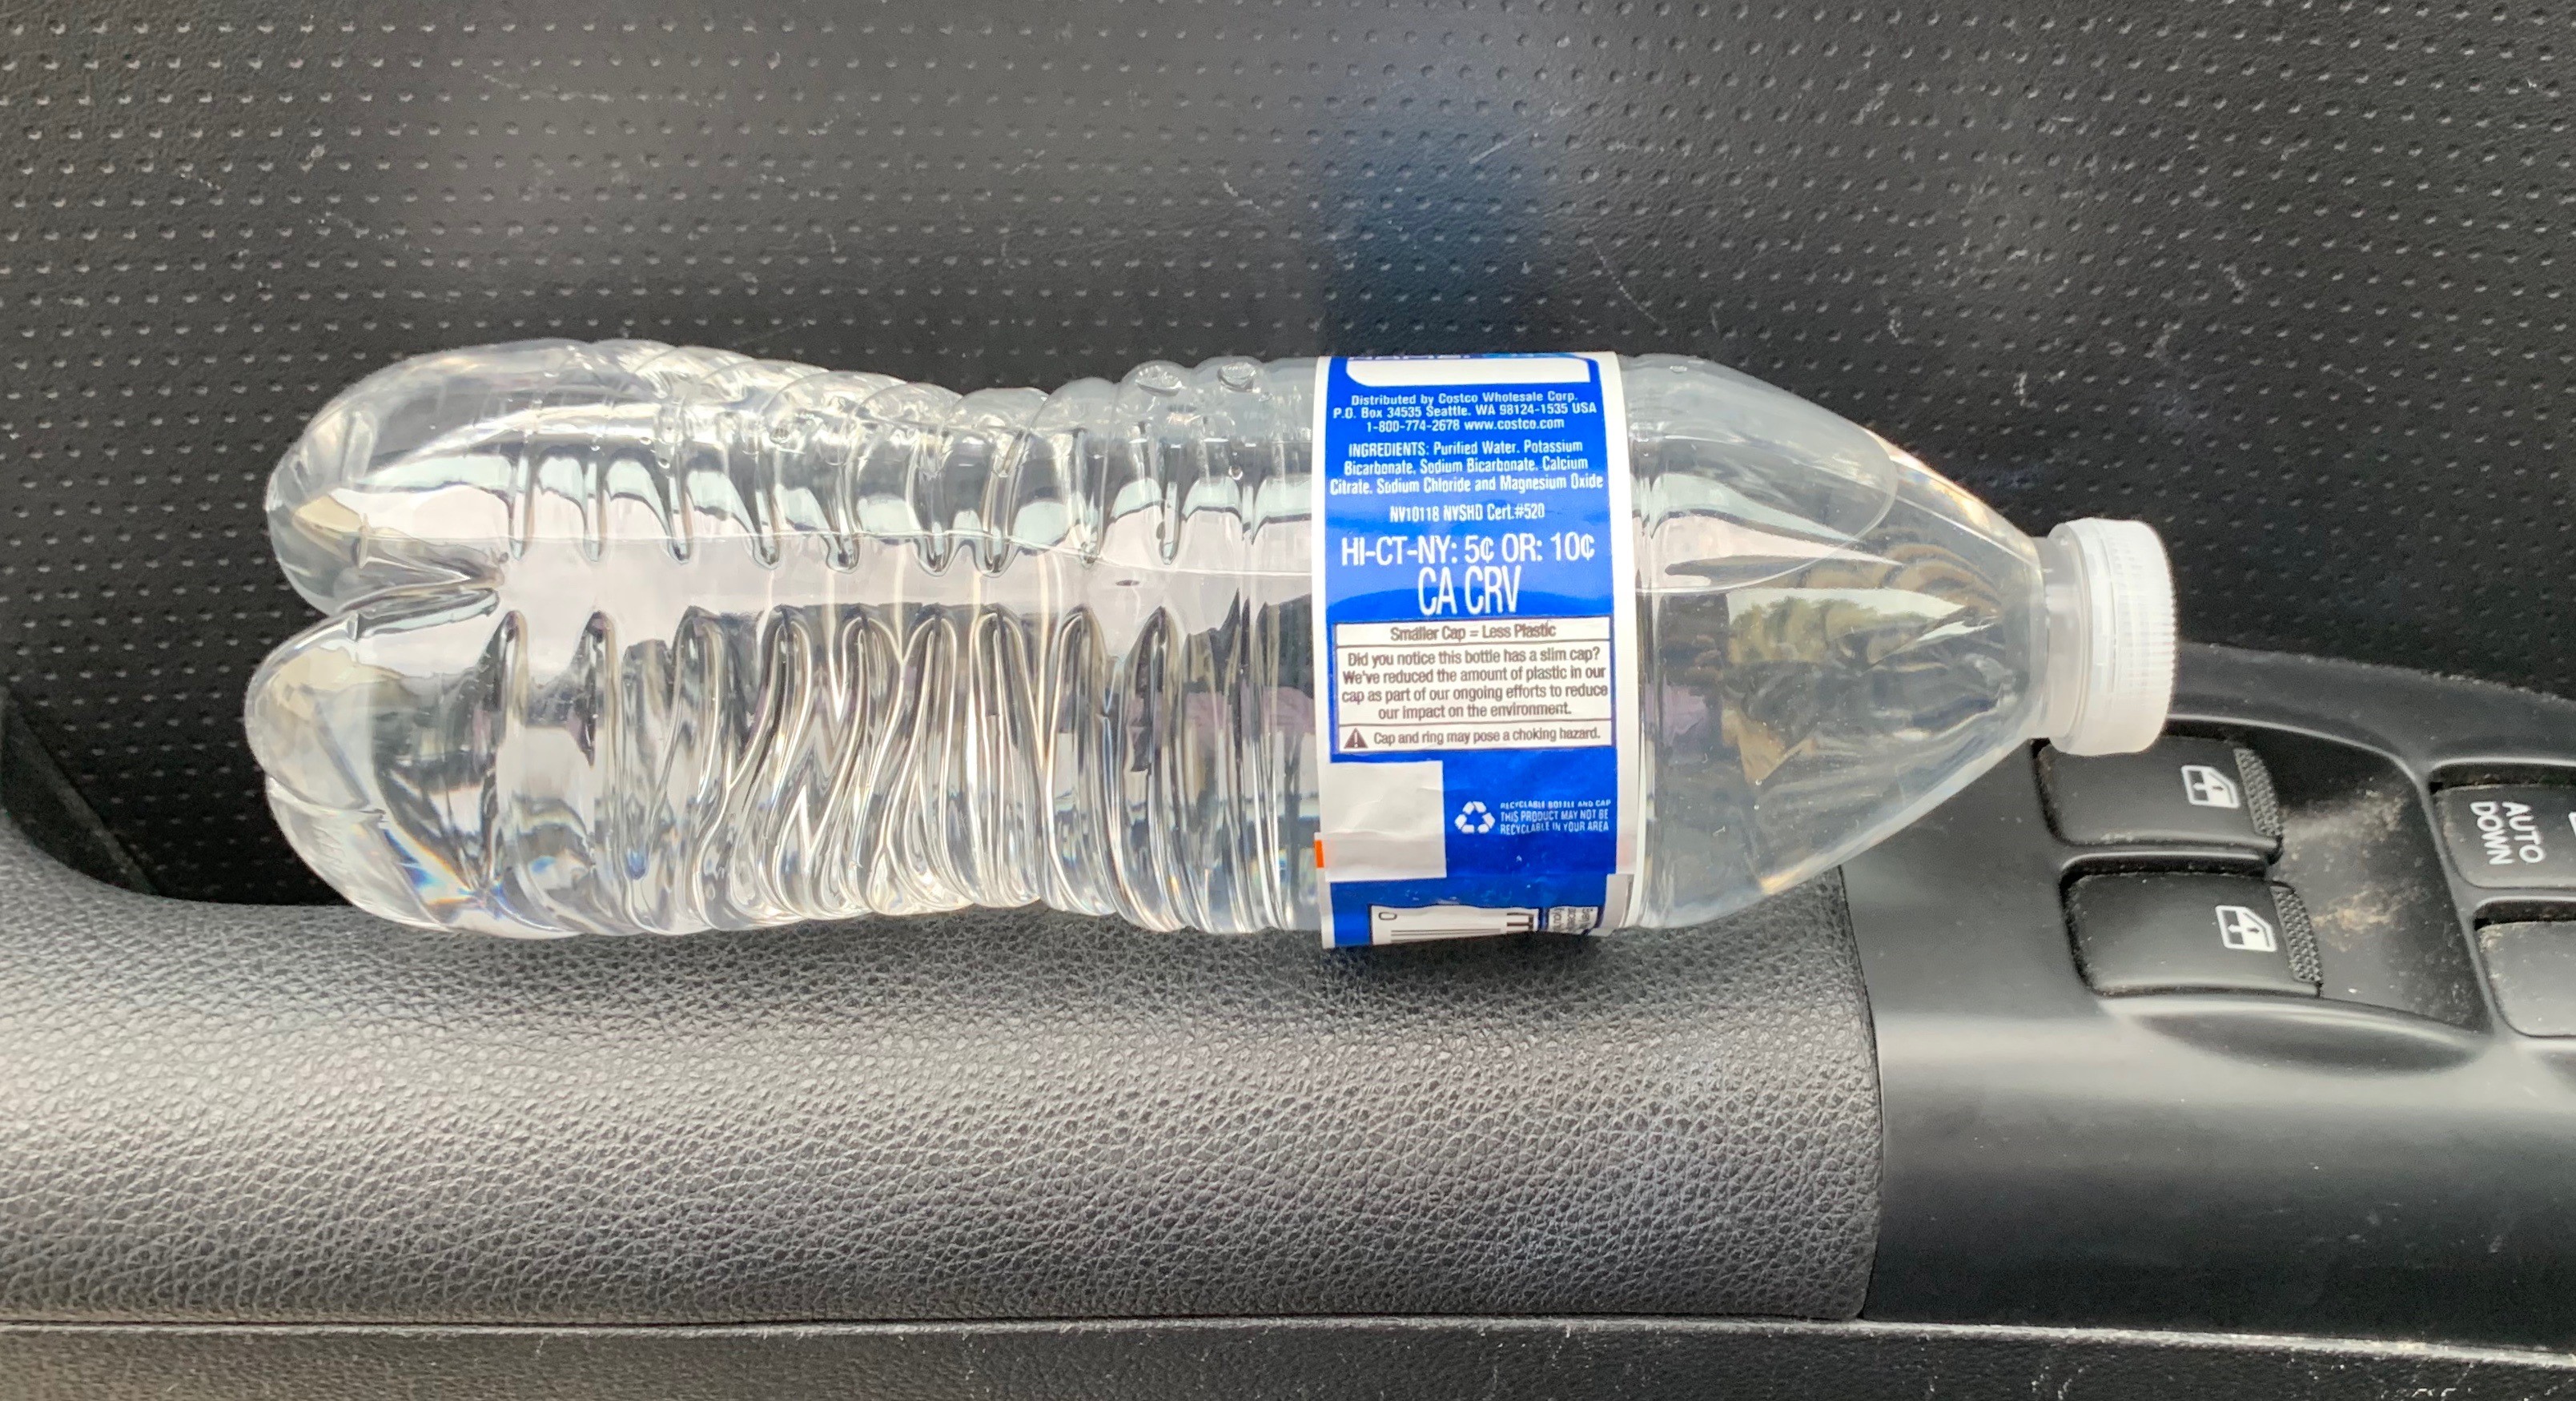 Distributed by Costco Wholesale Corp.
P.O. Box 34535 Seattle, WA 98124-1535 USA
1-800-774-2678 www.costco.com
INGREDIENTS: Purified Water, Potassium
Bicarbonate, Sodium Bicarbonate, Calcium
Citrate, Sodium Chloride and Magnesium Oxide
NV10118 NYSHD Cert.#520
HI-CT-NY: 5¢ OR: 10¢
CA CRV
Smaller Cap = Less Plastic
Did you notice this bottle has a slim cap?
We've reduced the amount of plastic in our
cap as part of our ongoing efforts to reduce
our impact on the environment.
Cap and ring may pose a choking hazard.
RECYCLABLE BOTTLE AND CAP
THIS PRODUCT MAY NOT BE
RECYCLABLE IN YOUR AREA
0
AUTO
DOWN